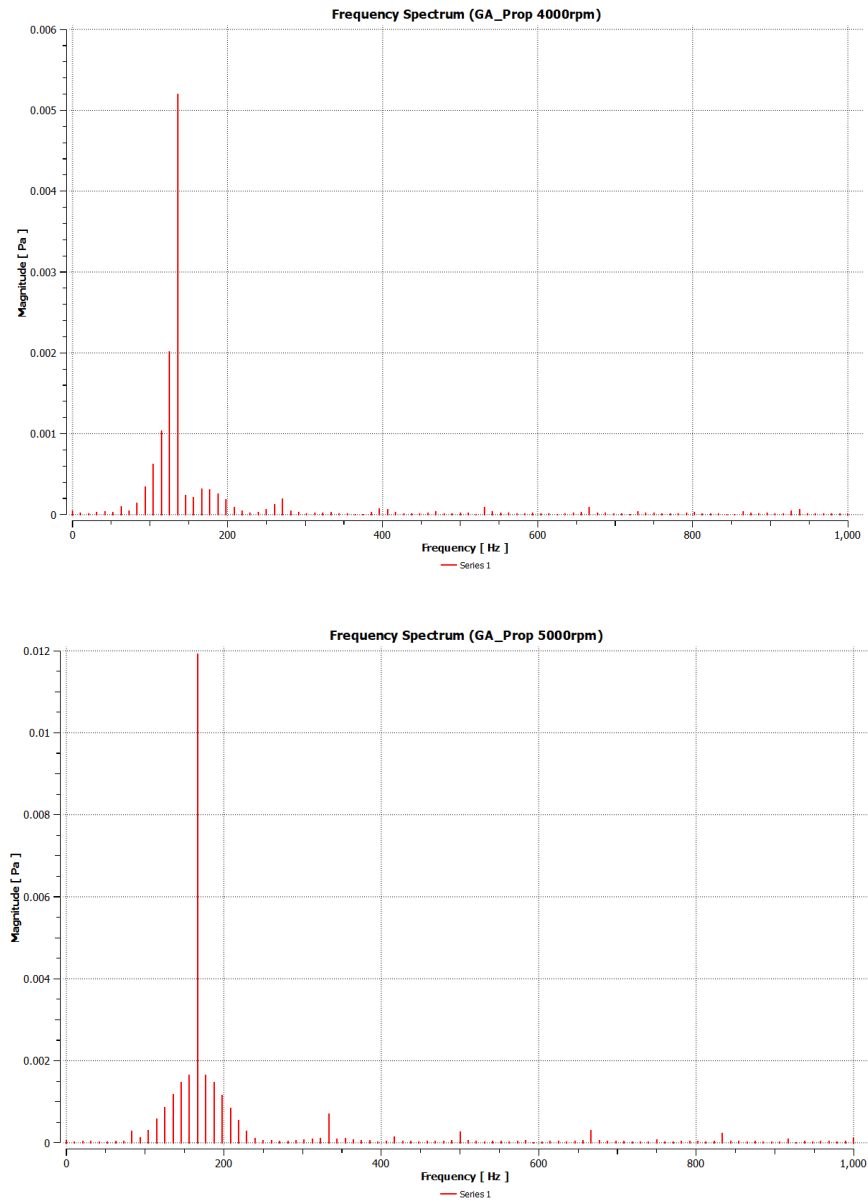 Frequency Spectrum (GA_Prop 4000rpm)
0.006
0.005
0.004
0.003
0.002
0.001
0
Magnitude [ Pa ]
0 200 400 600 800 1,000
Frequency [ Hz ]
Series 1
Frequency Spectrum (GA_Prop 5000rpm)
0.012
0.01
0.008
0.006
0.004
0.002
0
Magnitude [ Pa ]
0 200 400 600 800 1,000
Frequency [ Hz ]
Series 1